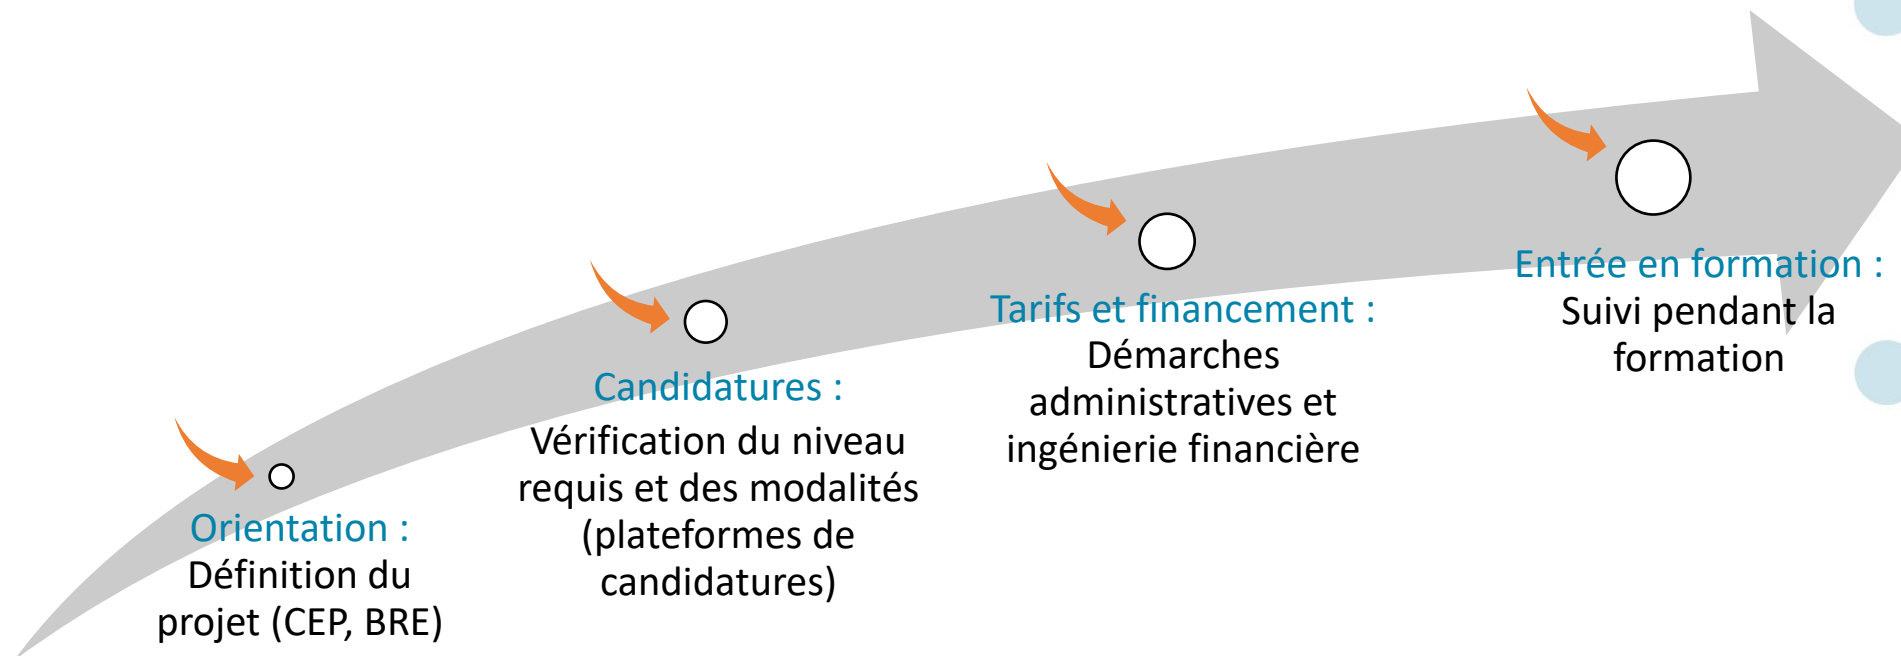 Orientation :
Définition du
projet (CEP, BRE)
Candidatures :
Vérification du niveau
requis et des modalités
(plateformes de
candidatures)
Tarifs et financement :
Démarches
administratives et
ingénierie financière
Entrée en formation :
Suivi pendant la
formation